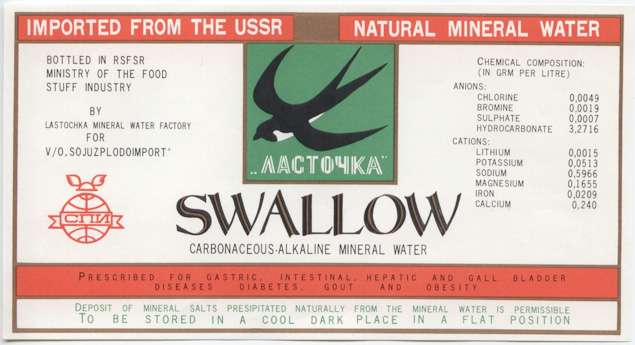 IMPORTED FROM THE USSR
NATURAL MINERAL WATER
BOTTLED IN RSFSR
MINISTRY OF THE FOOD
STUFF INDUSTRY
BY
LASTOCHKA MINERAL WATER FACTORY
FOR
V/O,SOJUZPLODOIMPORT"
СПИ
„ЛАСТОЧКА"
CHEMICAL COMPOSITION:
(IN GRM PER LITRE)
ANIONS:
CHLORINE 0,0049
BROMINE 0,0019
SULPHATE 0,0007
HYDROCARBONATE 3,2716
CATIONS:
LITHIUM 0,0015
POTASSIUM 0,0513
SODIUM 0,5966
MAGNESIUM 0,1655
IRON 0,0209
CALCIUM 0,240
SWALLOW
CARBONACEOUS-ALKALINE MINERAL WATER
PRESCRIBED FOR GASTRIC, INTESTINAL, HEPATIC AND GALL BLADDER
DISEASES DIABETES, GOUT AND OBESITY
DEPOSIT OF MINERAL SALTS PRESIPITATED NATURALLY FROM THE MINERAL WATER IS PERMISSIBLE
TO BE STORED IN A COOL DARK PLACE IN A FLAT POSITION